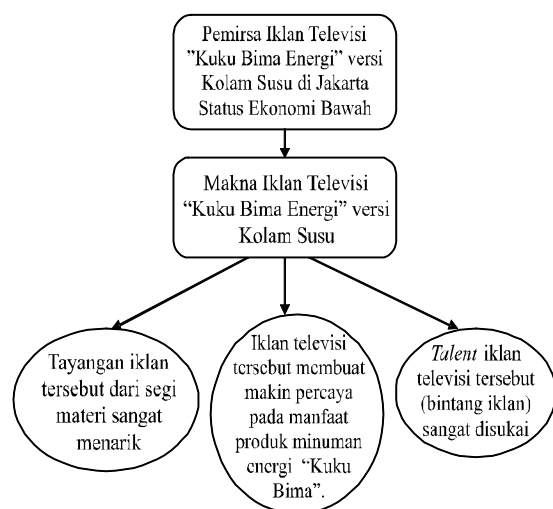 Pemirsa Iklan Televisi
”Kuku Bima Energi” versi
Kolam Susu di Jakarta
Status Ekonomi Bawah
Makna Iklan Televisi
“Kuku Bima Energi” versi
Kolam Susu
Tayangan iklan
tersebut dari segi
materi sangat
menarik
Iklan televisi
tersebut membuat
makin percaya
pada manfaat
produk minuman
energi “Kuku
Bima”.
Talent iklan
televisi tersebut
(bintang iklan)
sangat disukai